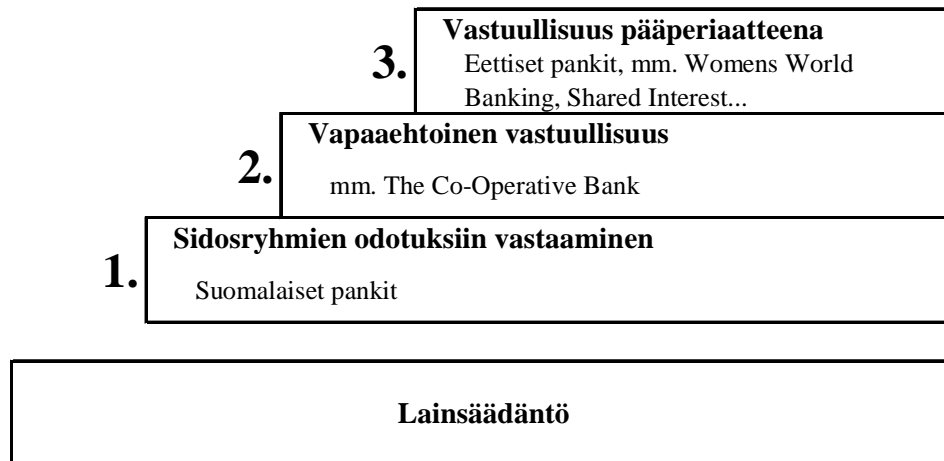 Vastuullisuus pääperiaatteena
3.
Eettiset pankit, mm. Womens World
Banking, Shared Interest...
Vapaaehtoinen vastuullisuus
2.
mm. The Co-Operative Bank
Sidosryhmien odotuksiin vastaaminen
1.
Suomalaiset pankit
Lainsäädäntö